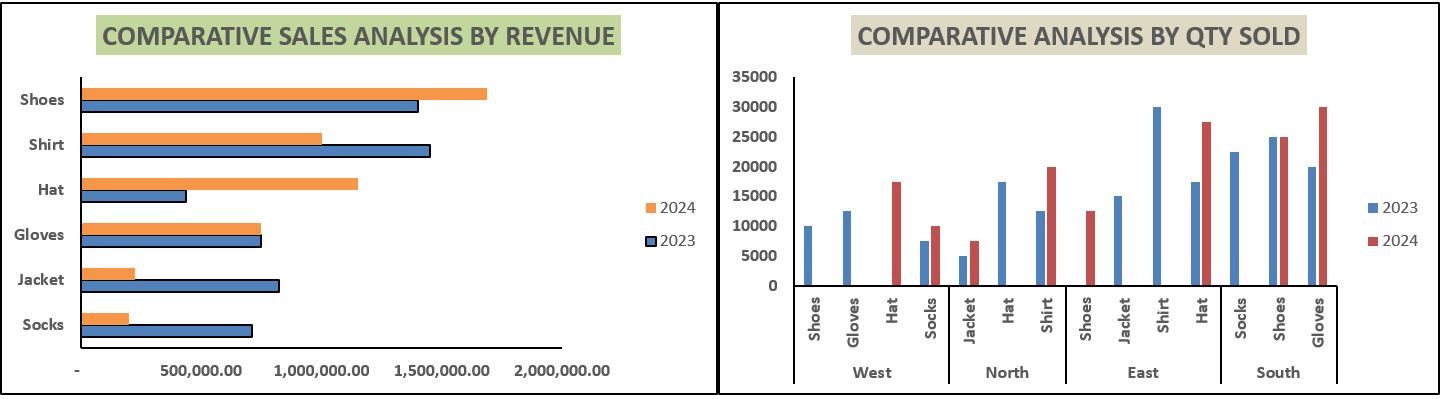 COMPARATIVE SALES ANALYSIS BY REVENUE
Shoes
Shirt
Hat
Gloves
Jacket
Socks
- 500,000.00 1,000,000.00 1,500,000.00 2,000,000.00
2024
2023
COMPARATIVE ANALYSIS BY QTY SOLD
35000
30000
25000
20000
15000
10000
5000
0
Shoes
Gloves
Hat
Socks
Jacket
Hat
Shirt
Shoes
Jacket
Shirt
Hat
Socks
Shoes
Gloves
West North East South
2023
2024